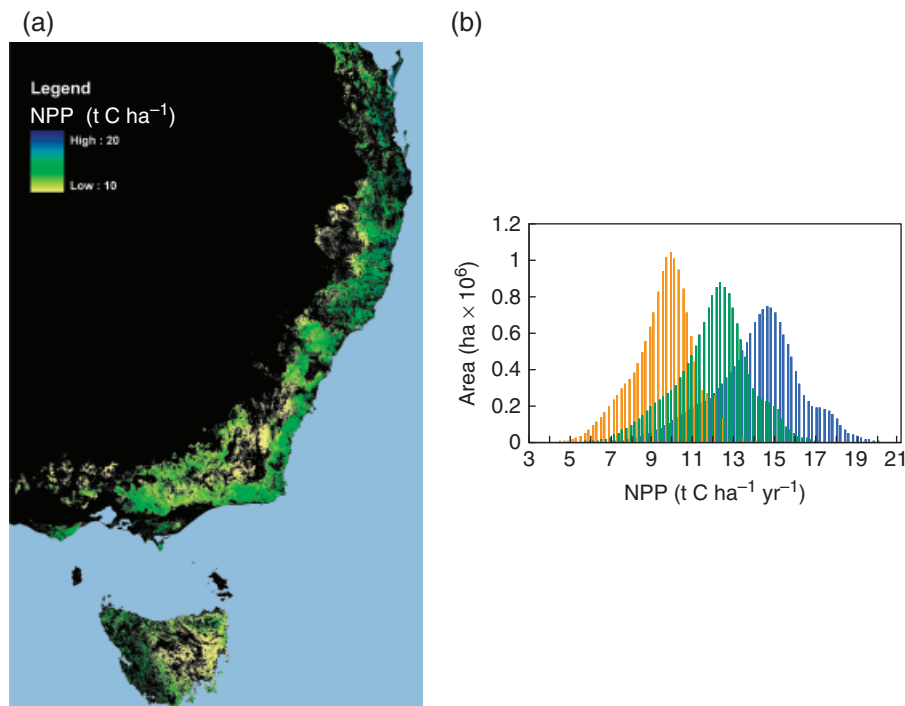 (a)
Legend
NPP (t C ha⁻¹)
High : 20
Low : 10
(b)
1.2
1
0.8
0.6
0.4
0.2
0
Area (ha × 10⁶)
3 5 7 9 11 13 15 17 19 21
NPP (t C ha⁻¹ yr⁻¹)